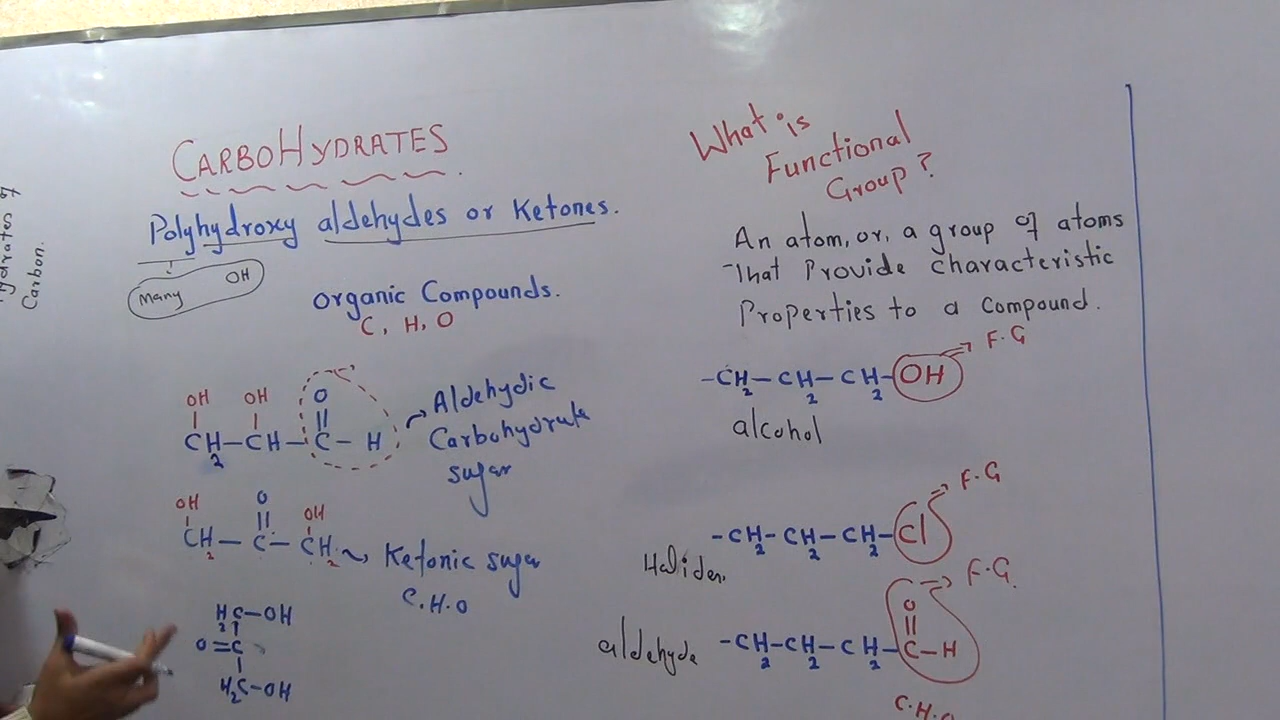 CARBOHYDRATES
Polyhydroxy aldehydes or Ketones.
Many OH
Organic Compounds.
C, H, O
OH OH O
CH2–CH–C–H
Aldehydic
Carbohydrate
sugar
OH O OH
CH2–C–CH2
Ketonic sugar
C.H.O
H2C–OH
O=C
H2C–OH
Carbon.
What is
Functional
Group?
An atom, or, a group of atoms
That Provide characteristic
Properties to a Compound.
-CH2–CH2–CH2–OH F.G
alcohol
-CH2–CH2–CH2–Cl F.G
F.G
O
aldehyde -CH2–CH2–CH2–C–H